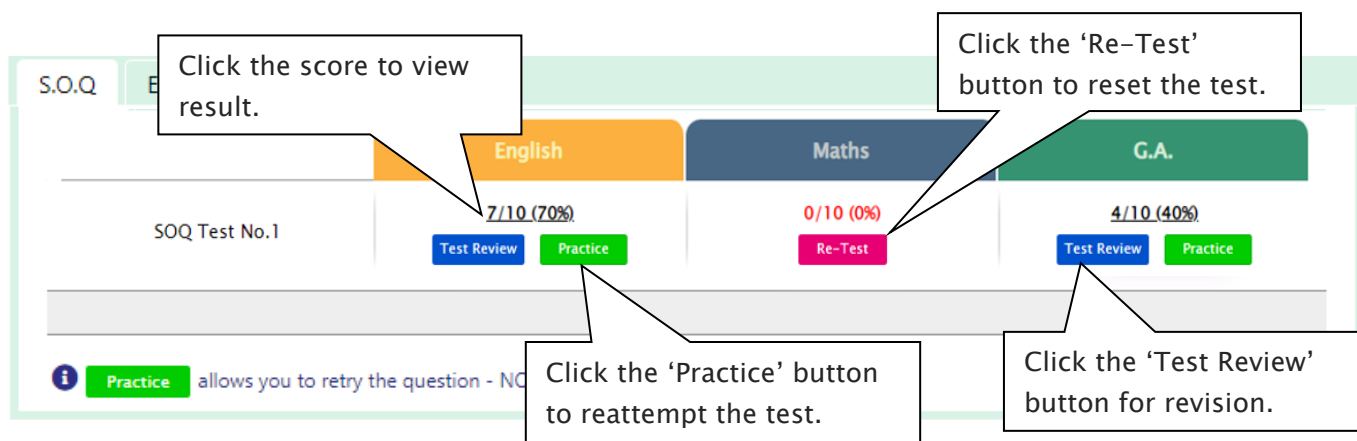 Click the score to view
result.
Click the ‘Re-Test’
button to reset the test.
S.O.Q
English
Maths
G.A.
SOQ Test No.1
7/10 (70%)
0/10 (0%)
4/10 (40%)
Test Review
Practice
Re-Test
Test Review
Practice
Practice allows you to retry the question -
Click the ‘Practice’ button
to reattempt the test.
Click the ‘Test Review’
button for revision.